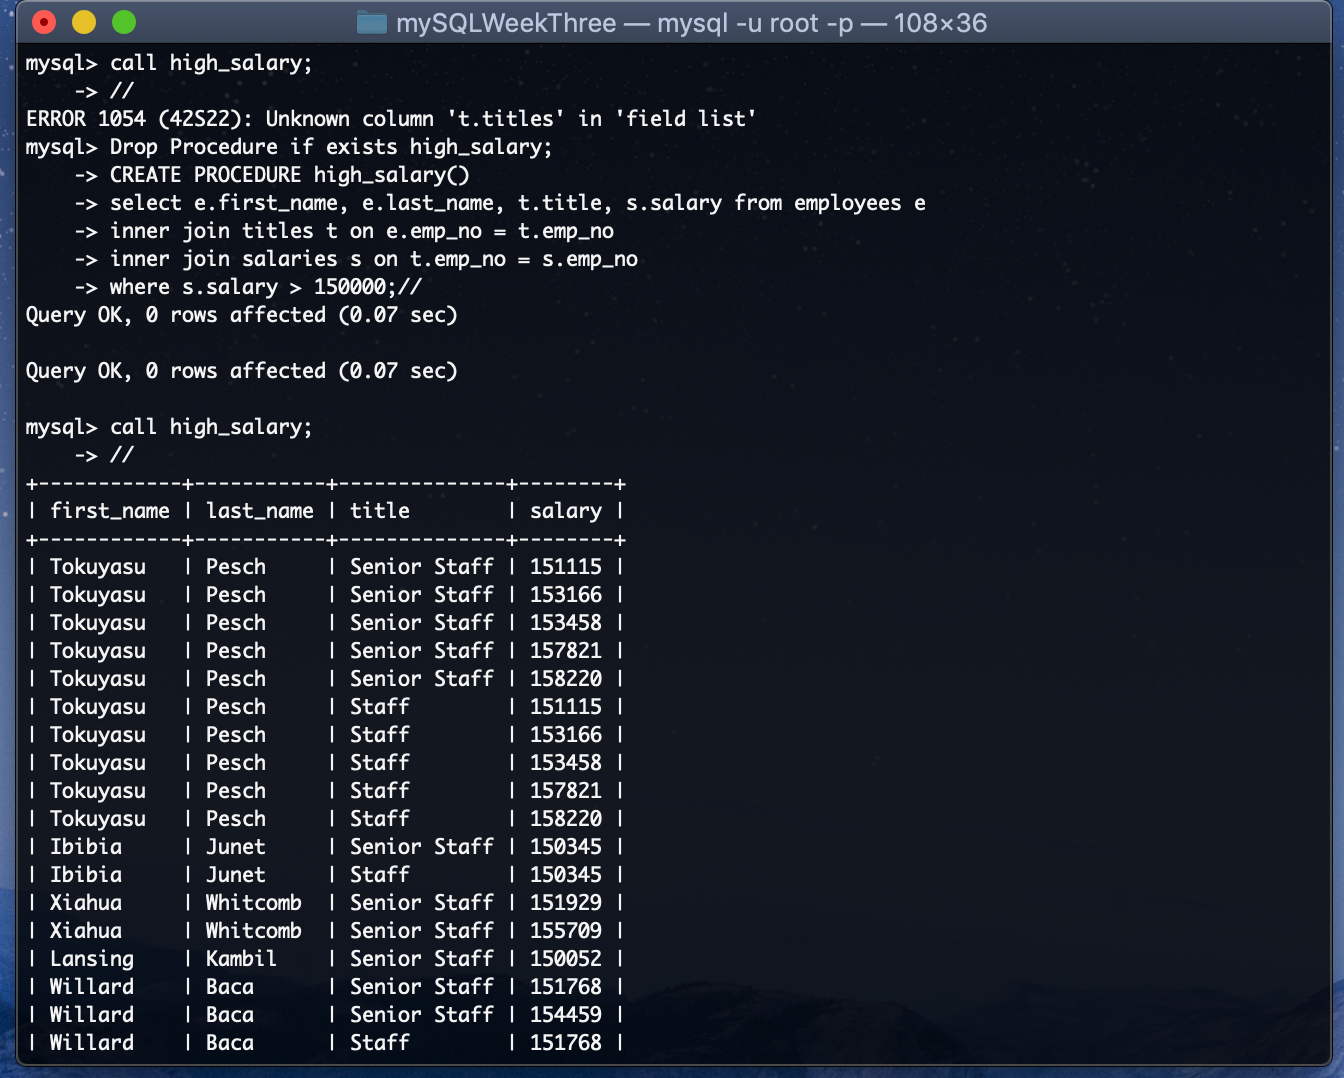 mySQLWeekThree — mysql -u root -p — 108×36
mysql> call high_salary;
    -> //
ERROR 1054 (42S22): Unknown column 't.titles' in 'field list'
mysql> Drop Procedure if exists high_salary;
    -> CREATE PROCEDURE high_salary()
    -> select e.first_name, e.last_name, t.title, s.salary from employees e
    -> inner join titles t on e.emp_no = t.emp_no
    -> inner join salaries s on t.emp_no = s.emp_no
    -> where s.salary > 150000;//
Query OK, 0 rows affected (0.07 sec)

Query OK, 0 rows affected (0.07 sec)

mysql> call high_salary;
    -> //
+------------+-----------+--------------+--------+
| first_name | last_name | title        | salary |
+------------+-----------+--------------+--------+
| Tokuyasu   | Pesch     | Senior Staff | 151115 |
| Tokuyasu   | Pesch     | Senior Staff | 153166 |
| Tokuyasu   | Pesch     | Senior Staff | 153458 |
| Tokuyasu   | Pesch     | Senior Staff | 157821 |
| Tokuyasu   | Pesch     | Senior Staff | 158220 |
| Tokuyasu   | Pesch     | Staff        | 151115 |
| Tokuyasu   | Pesch     | Staff        | 153166 |
| Tokuyasu   | Pesch     | Staff        | 153458 |
| Tokuyasu   | Pesch     | Staff        | 157821 |
| Tokuyasu   | Pesch     | Staff        | 158220 |
| Ibibia     | Junet     | Senior Staff | 150345 |
| Ibibia     | Junet     | Staff        | 150345 |
| Xiahua     | Whitcomb  | Senior Staff | 151929 |
| Xiahua     | Whitcomb  | Senior Staff | 155709 |
| Lansing    | Kambil    | Senior Staff | 150052 |
| Willard    | Baca      | Senior Staff | 151768 |
| Willard    | Baca      | Senior Staff | 154459 |
| Willard    | Baca      | Staff        | 151768 |